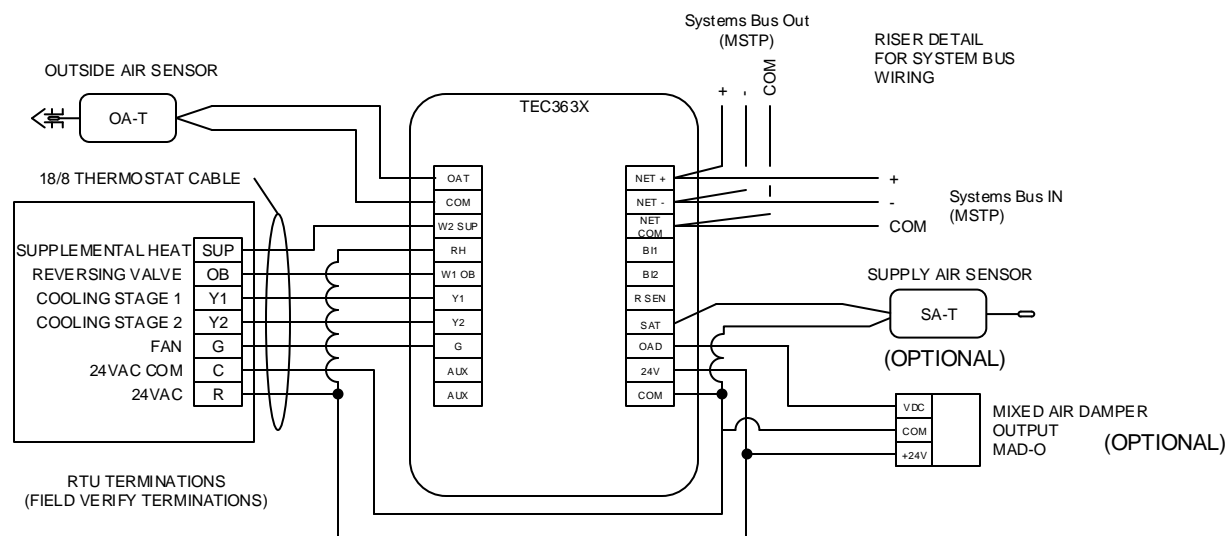 Systems Bus Out
(MSTP)
RISER DETAIL
FOR SYSTEM BUS
WIRING
+
-
COM
OUTSIDE AIR SENSOR
OA-T
TEC363X
18/8 THERMOSTAT CABLE
OAT
COM
W2 SUP
RH
W1 OB
Y1
Y2
G
AUX
AUX
NET +
NET -
NET
COM
BI1
BI2
R SEN
SAT
OAD
24V
COM
+
-
COM
Systems Bus IN
(MSTP)
SUPPLEMENTAL HEAT SUP
REVERSING VALVE OB
COOLING STAGE 1 Y1
COOLING STAGE 2 Y2
FAN G
24VAC COM C
24VAC R
SUPPLY AIR SENSOR
SA-T
(OPTIONAL)
VDC
COM
+24V
MIXED AIR DAMPER
OUTPUT
MAD-O
(OPTIONAL)
RTU TERMINATIONS
(FIELD VERIFY TERMINATIONS)